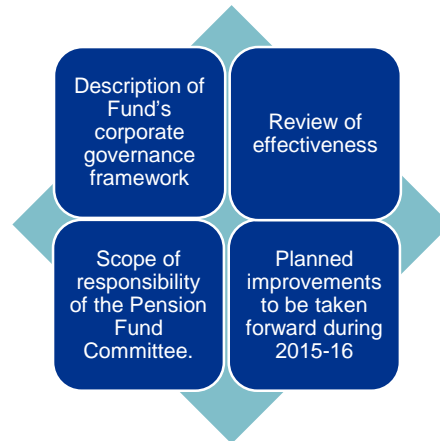 Description of
Fund's
corporate
governance
framework
Review of
effectiveness
Scope of
responsibility
of the Pension
Fund
Committee.
Planned
improvements
to be taken
forward during
2015-16